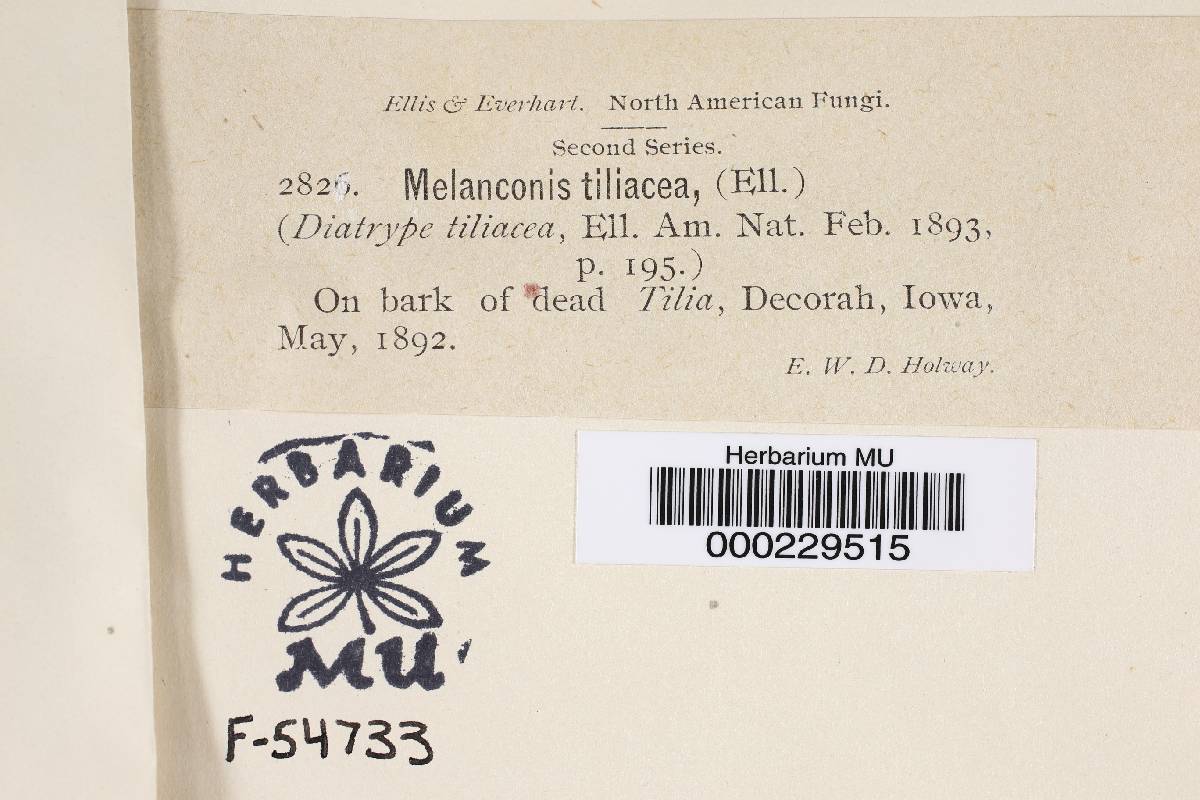 Ellis & Everhart. North American Fungi.
Second Series.
2826. Melanconis tiliacea, (Ell.)
(Diatrype tiliacea, Ell. Am. Nat. Feb. 1893,
p. 195.)
On bark of dead Tilia, Decorah, Iowa,
May, 1892.
E. W. D. Holway.
HERBARIUM
MU
F-54733
Herbarium MU
000229515